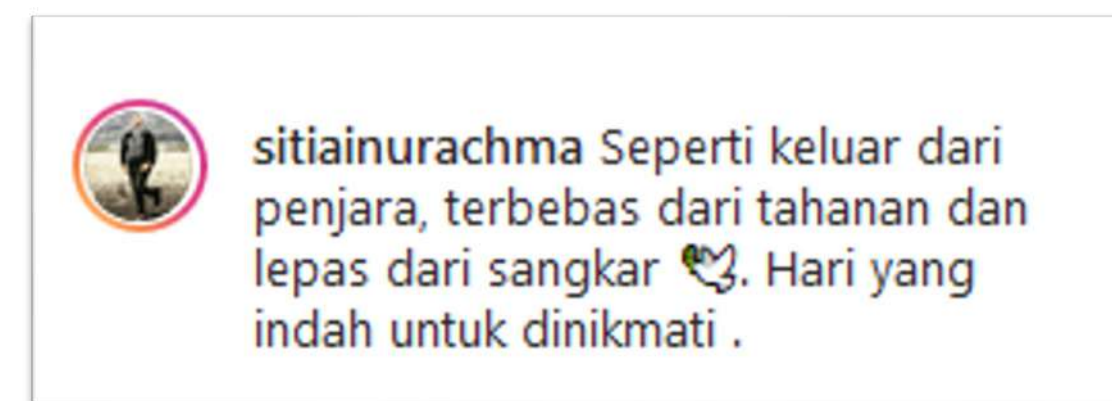 sitiainurachma Seperti keluar dari
penjara, terbebas dari tahanan dan
lepas dari sangkar 🕊. Hari yang
indah untuk dinikmati .